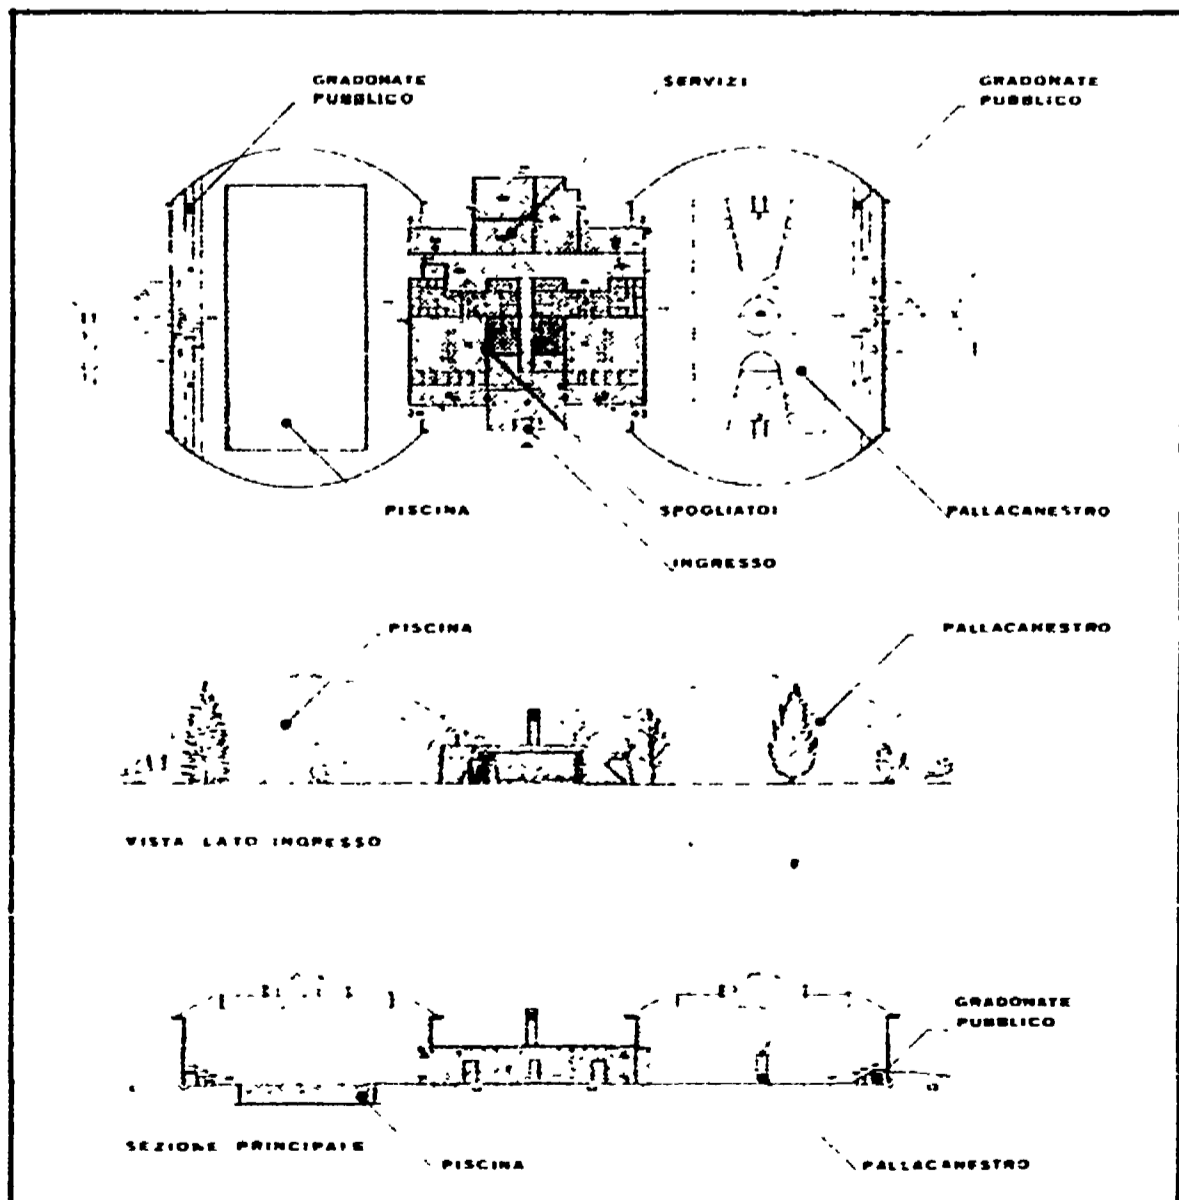 GRADONATE
PUBBLICO
SERVIZI
GRADONATE
PUBBLICO
PISCINA
SPOGLIATOI
PALLACANESTRO
INGRESSO
PISCINA
PALLACANESTRO
VISTA LATO INGRESSO
GRADONATE
PUBBLICO
SEZIONE PRINCIPALE
PISCINA
PALLACANESTRO